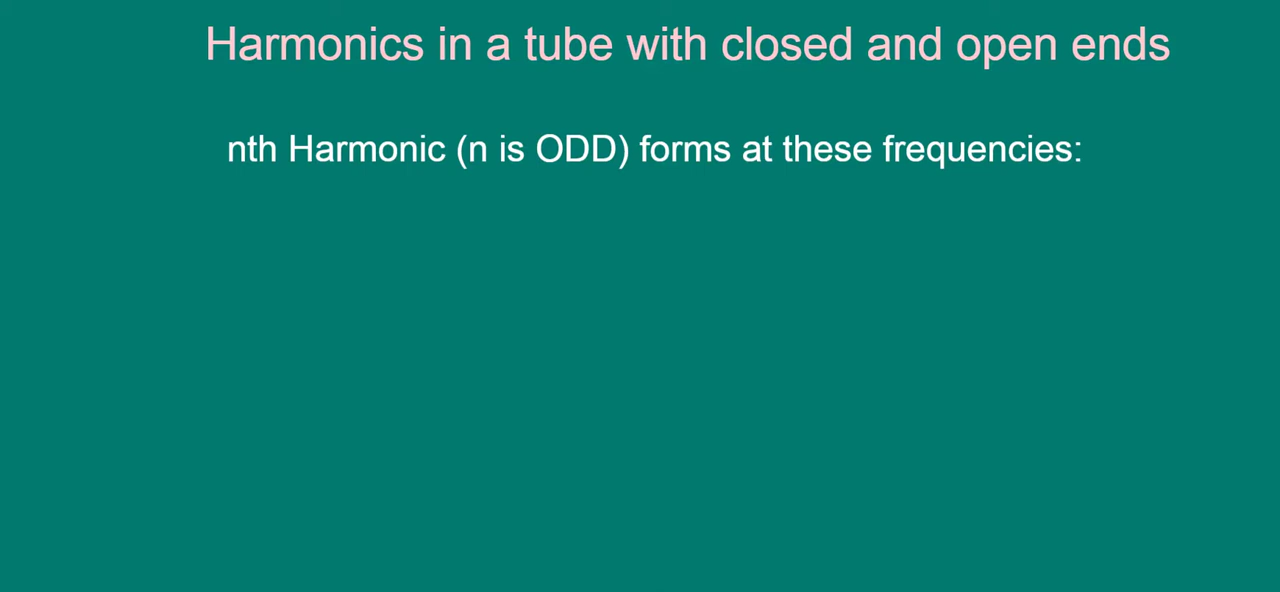 Harmonics in a tube with closed and open ends
nth Harmonic (n is ODD) forms at these frequencies: